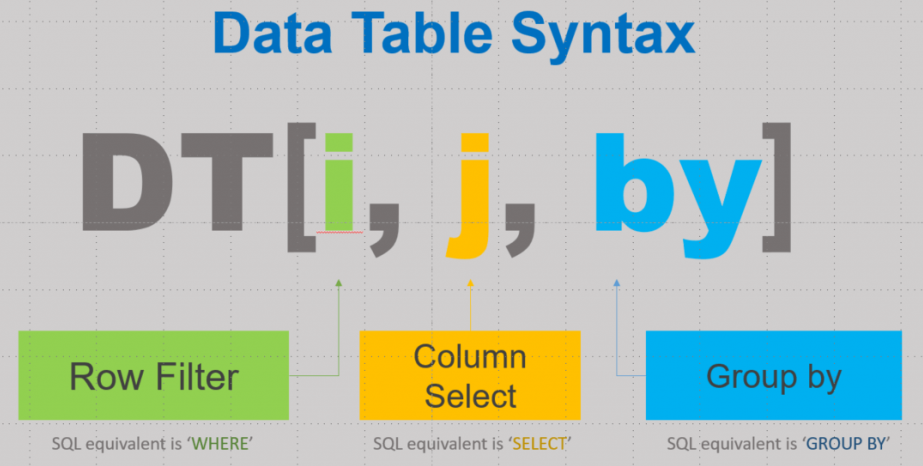 Data Table Syntax
DT[i, j, by]
Row Filter
Column
Select
Group by
SQL equivalent is ‘WHERE’
SQL equivalent is ‘SELECT’
SQL equivalent is ‘GROUP BY’